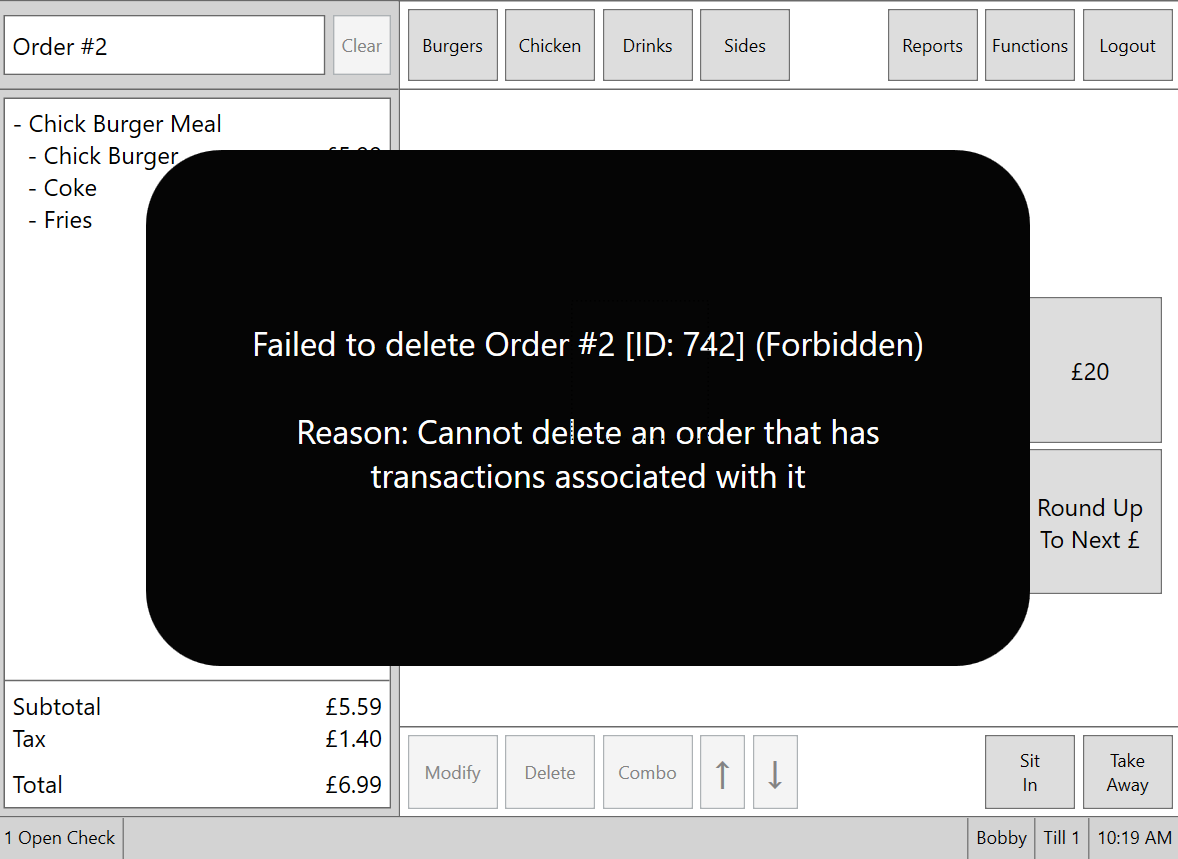 Order #2
Clear
Burgers
Chicken
Drinks
Sides
Reports
Functions
Logout
- Chick Burger Meal
- Chick Burger
- Coke
- Fries
Failed to delete Order #2 [ID: 742] (Forbidden)
Reason: Cannot delete an order that has
transactions associated with it
£20
Round Up
To Next £
Subtotal £5.59
Tax £1.40
Total £6.99
Modify
Delete
Combo
↑
↓
Sit
In
Take
Away
1 Open Check
Bobby
Till 1
10:19 AM